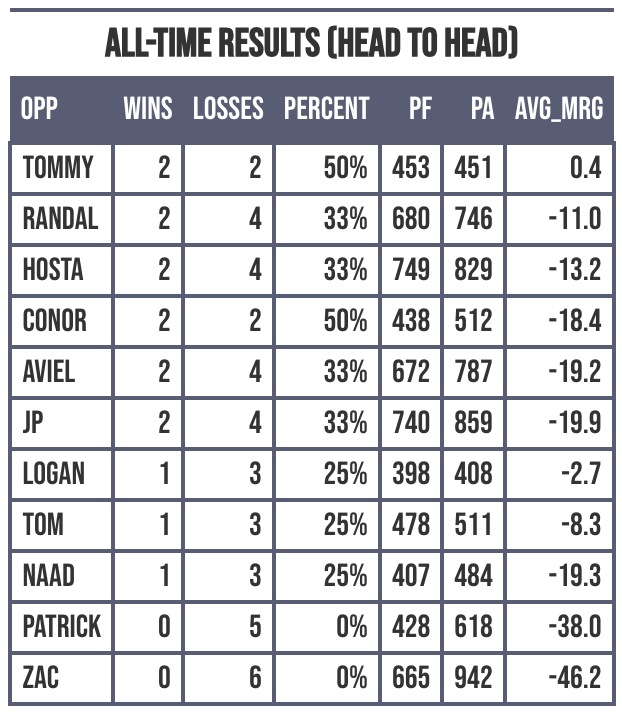 ALL-TIME RESULTS (HEAD TO HEAD)
OPP WINS LOSSES PERCENT PF PA AVG_MRG
TOMMY 2 2 50% 453 451 0.4
RANDAL 2 4 33% 680 746 -11.0
HOSTA 2 4 33% 749 829 -13.2
CONOR 2 2 50% 438 512 -18.4
AVIEL 2 4 33% 672 787 -19.2
JP 2 4 33% 740 859 -19.9
LOGAN 1 3 25% 398 408 -2.7
TOM 1 3 25% 478 511 -8.3
NAAD 1 3 25% 407 484 -19.3
PATRICK 0 5 0% 428 618 -38.0
ZAC 0 6 0% 665 942 -46.2